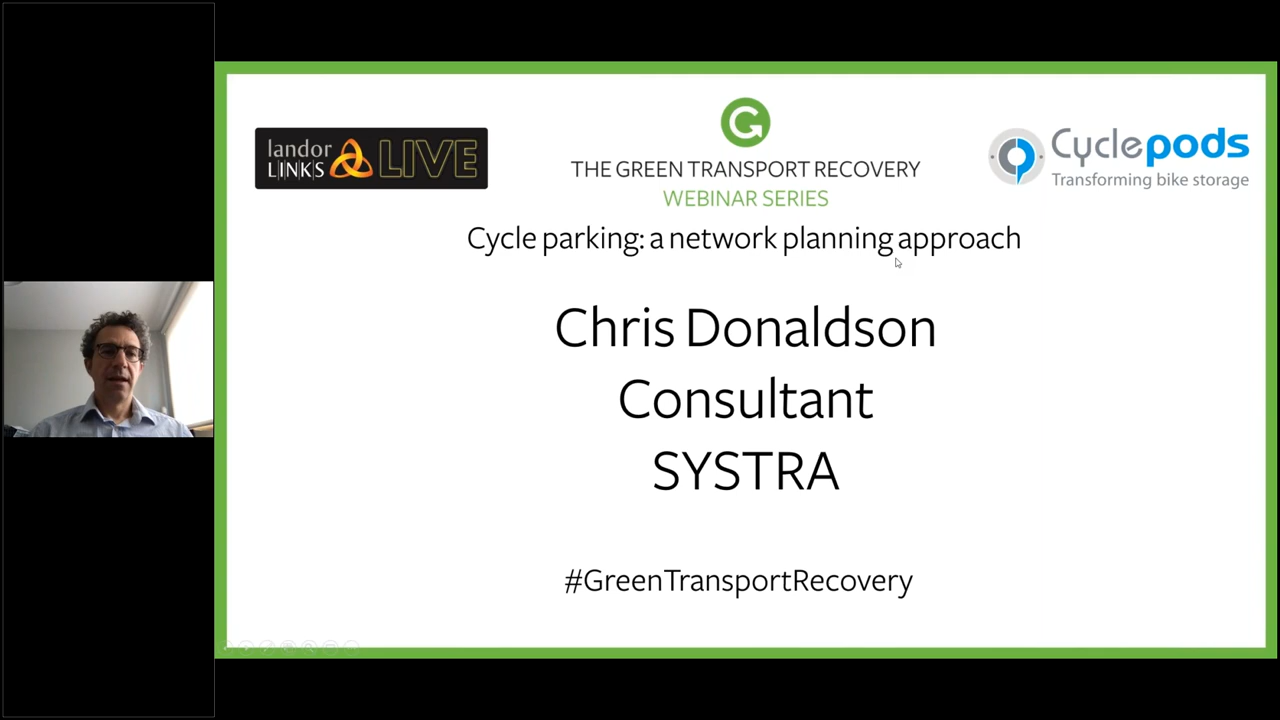 landor
LINKS LIVE
G
THE GREEN TRANSPORT RECOVERY
WEBINAR SERIES
Cyclepods
Transforming bike storage
Cycle parking: a network planning approach
Chris Donaldson
Consultant
SYSTRA
#GreenTransportRecovery